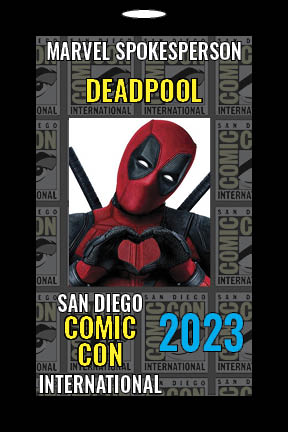 MARVEL SPOKESPERSON
DEADPOOL
SAN DIEGO
COMIC
CON
INTERNATIONAL
2023